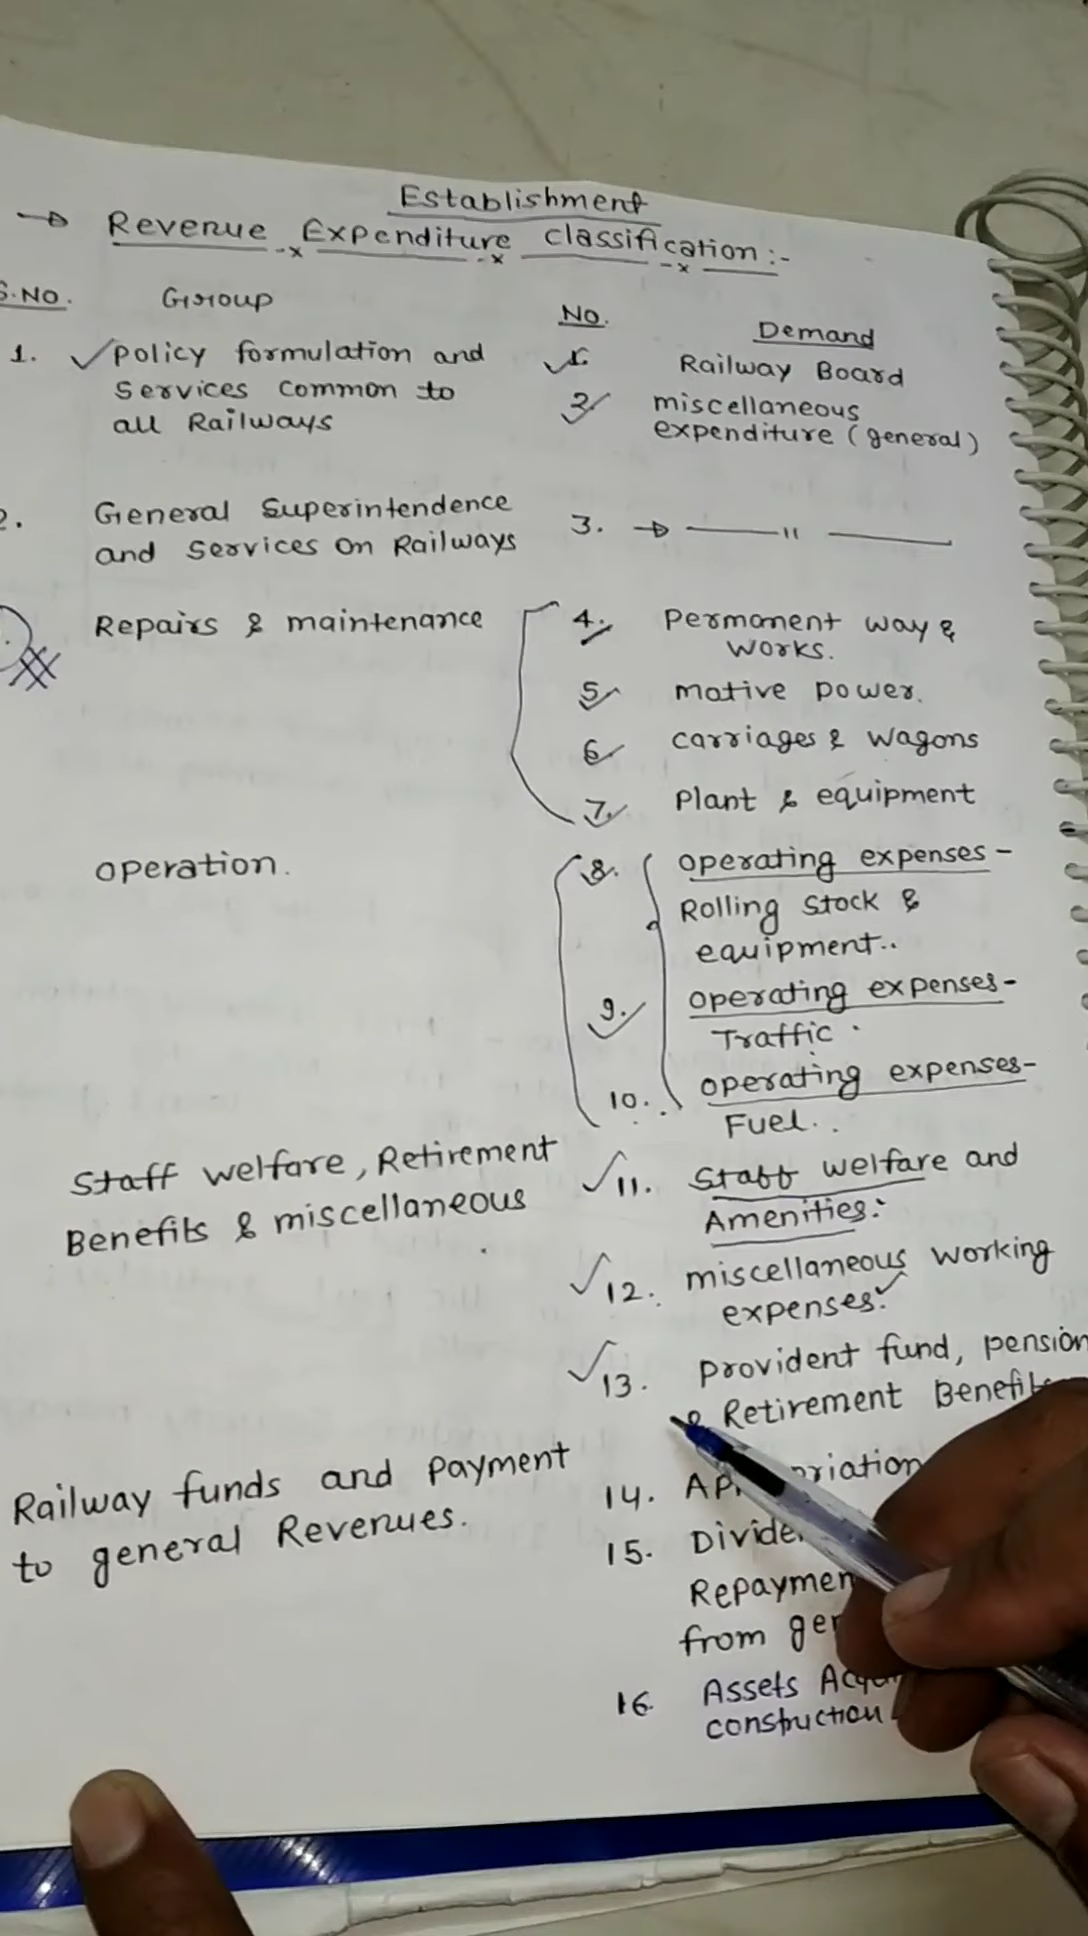 Establishment
→ Revenue Expenditure classification:-
S.NO. Group No. Demand
1. ✓ policy formulation and 1. Railway Board
Services common to 2 miscellaneous
all Railways expenditure (general)
2. General Superintendence 3. → —— 〃 ——
and services on Railways
Repairs & maintenance 4. Permanent way &
works.
5 motive power.
6 carriages & wagons
7. Plant & equipment
operation. 8. operating expenses -
Rolling stock &
equipment..
9. operating expenses-
Traffic.
10. operating expenses-
Fuel..
Staff welfare, Retirement ✓11. Staff welfare and
Benefits & miscellaneous Amenities:
✓12. miscellaneous working
expenses.✓
✓13. provident fund, pension
Retirement
Railway funds and payment 14.
to general Revenues. 15.
from
16. Assets
construction